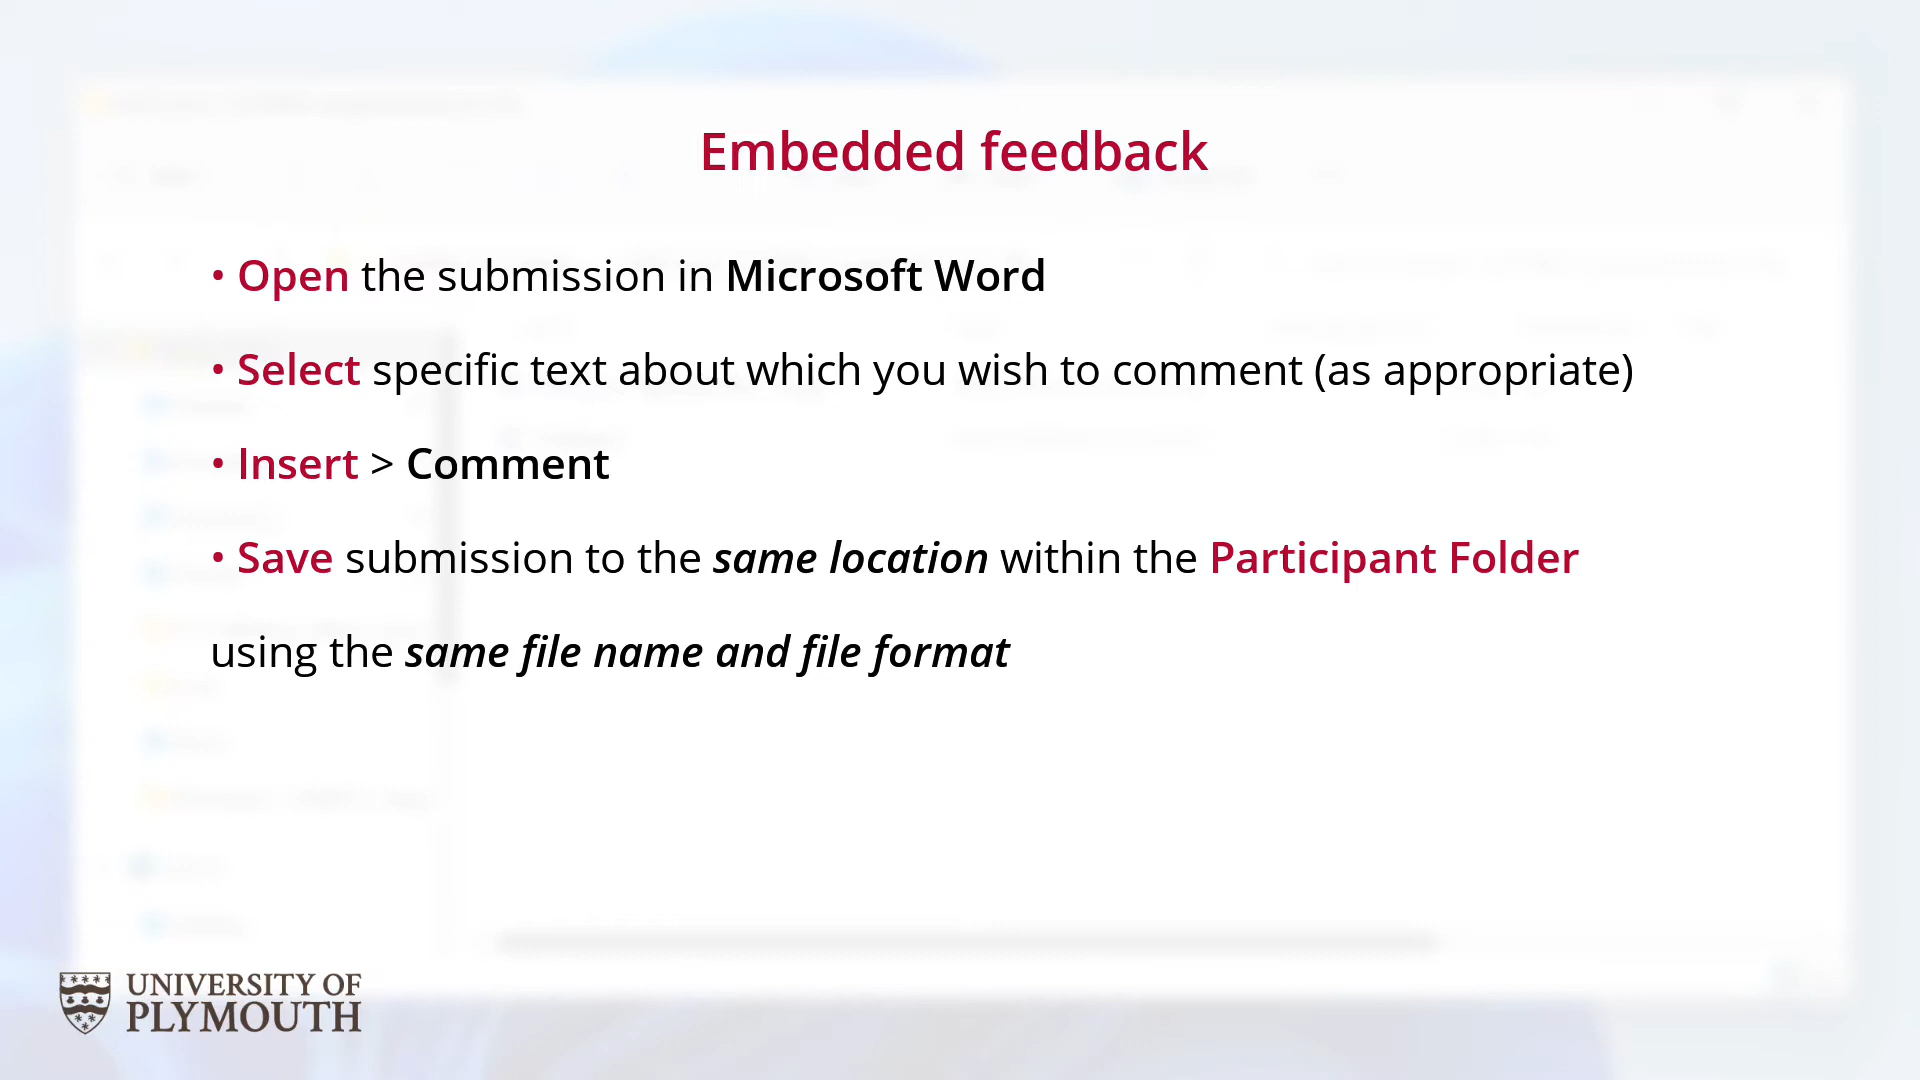 Embedded feedback
• Open the submission in Microsoft Word
• Select specific text about which you wish to comment (as appropriate)
• Insert > Comment
• Save submission to the same location within the Participant Folder
using the same file name and file format
UNIVERSITY OF
PLYMOUTH